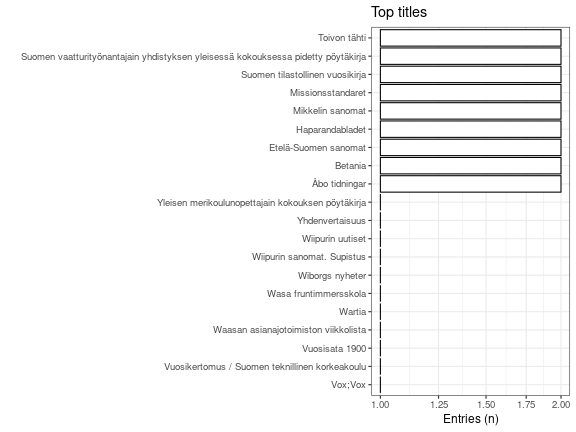 Top titles
Toivon tähti
Suomen vaatturityönantajain yhdistyksen yleisessä kokouksessa pidetty pöytäkirja
Suomen tilastollinen vuosikirja
Missionsstandaret
Mikkelin sanomat
Haparandabladet
Etelä-Suomen sanomat
Betania
Åbo tidningar
Yleisen merikoulunopettajain kokouksen pöytäkirja
Yhdenvertaisuus
Wiipurin uutiset
Wiipurin sanomat. Supistus
Wiborgs nyheter
Wasa fruntimmersskola
Wartia
Waasan asianajotoimiston viikkolista
Vuosisata 1900
Vuosikertomus / Suomen teknillinen korkeakoulu
Vox;Vox
1.00 1.25 1.50 1.75 2.00
Entries (n)